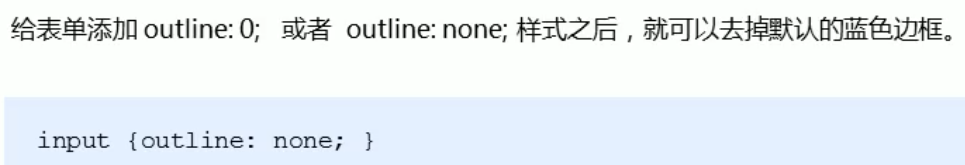 给表单添加 outline: 0; 或者 outline: none; 样式之后，就可以去掉默认的蓝色边框。
input {outline: none; }